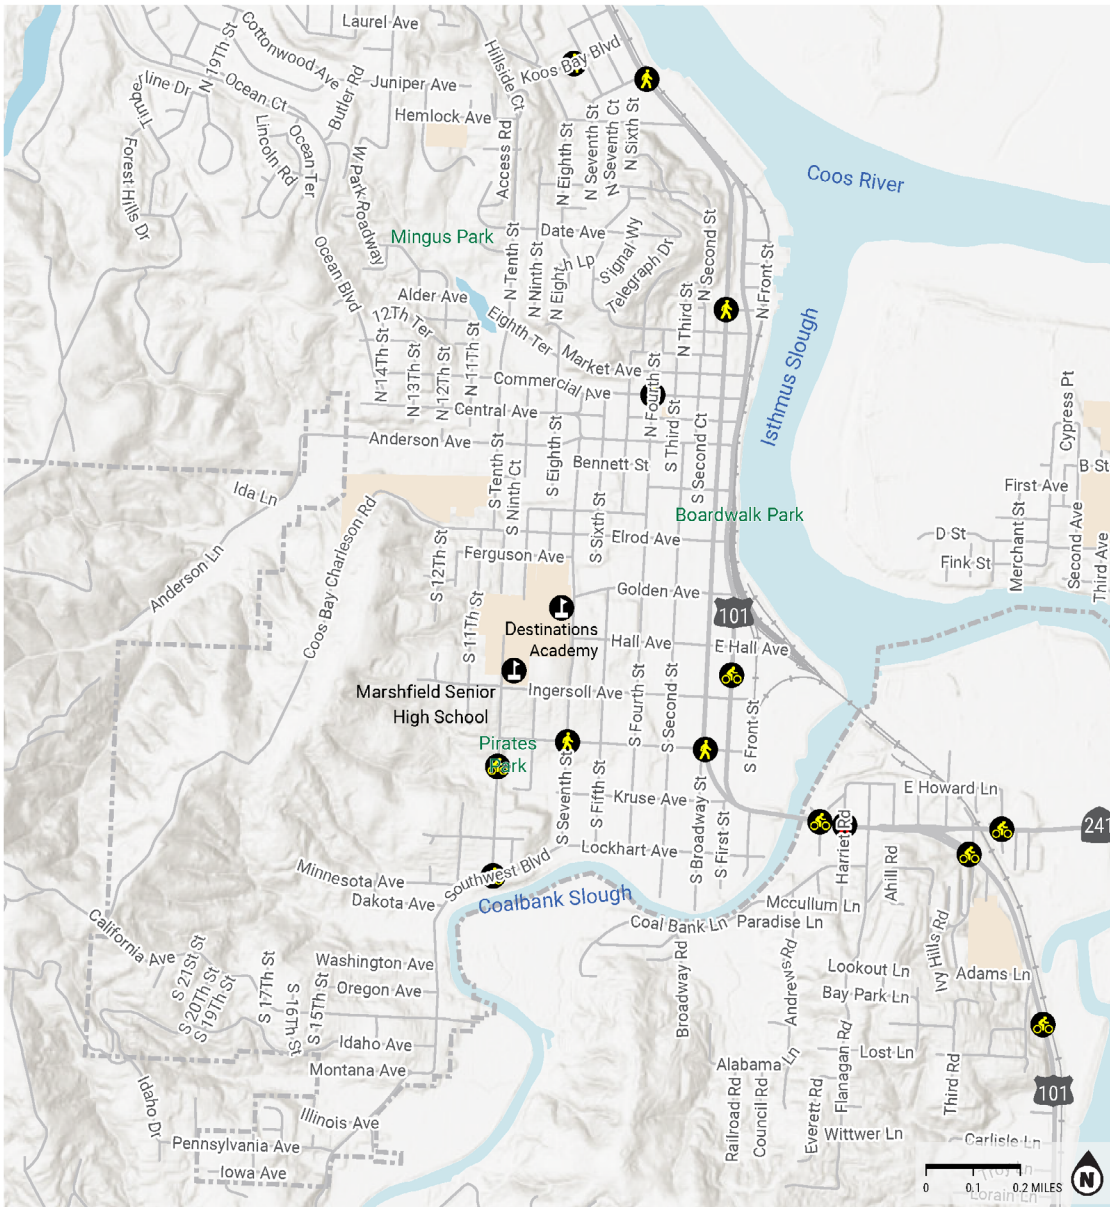 Laurel Ave
N 19Th St
Cottonwood Ave
Hillside Ct
Koos Bay Blvd
line Dr
Timbe
Ocean Ct
Butler Rd
Juniper Ave
Hemlock Ave
Forest Hills Dr
Lincoln Rd
Ocean Ter
W Park Roadway
Access Rd
N Eighth St
N Seventh St
N Seventh Ct
N Sixth St
Coos River
Mingus Park
Ocean Blvd
Date Ave
N Tenth St
N Ninth St
N Eight
h Lp
Signal Wy
Telegraph Dr
N Second St
N Front St
N Third St
Alder Ave
12Th Ter
Eighth Ter
Market Ave
Isthmus Slough
N 14Th St
N 13Th St
N 12Th St
N 11Th St
Commercial Ave
N Fourth St
Central Ave
Anderson Ave
S Tenth St
S Ninth Ct
S Eighth St
Bennett St
S Third St
S Second Ct
Cypress Pt
B St
First Ave
Ida Ln
Boardwalk Park
D St
Fink St
Merchant St
Second Ave
Third Ave
Anderson Ln
Coos Bay Charleson Rd
S 12Th St
Ferguson Ave
S Sixth St
Elrod Ave
Golden Ave
101
S 11Th St
Destinations
Academy
Hall Ave
E Hall Ave
Marshfield Senior
High School
Ingersoll Ave
S Fourth St
S Second St
S Front St
Pirates
Park
S Seventh St
S Fifth St
Kruse Ave
S Broadway St
S First St
E Howard Ln
241
Harriet Rd
Ahill Rd
Lockhart Ave
Minnesota Ave
Southwest Blvd
Dakota Ave
Coalbank Slough
Mccullum Ln
Coal Bank Ln
Paradise Ln
California Ave
S 21St St
S 20Th St
S 19Th St
S 17Th St
S 16Th St
S 15Th St
Washington Ave
Oregon Ave
Broadway Rd
Andrews Rd
Lookout Ln
Ivy Hills Rd
Adams Ln
Bay Park Ln
Idaho Ave
Montana Ave
Alabama Ln
Flanagan Rd
Lost Ln
Third Rd
101
Idaho Dr
Illinois Ave
Railroad Rd
Council Rd
Everett Rd
Wittwer Ln
Pennsylvania Ave
Iowa Ave
Carlisle Ln
Troy Ln
Lorain Ln
0 0.1 0.2 MILES
N